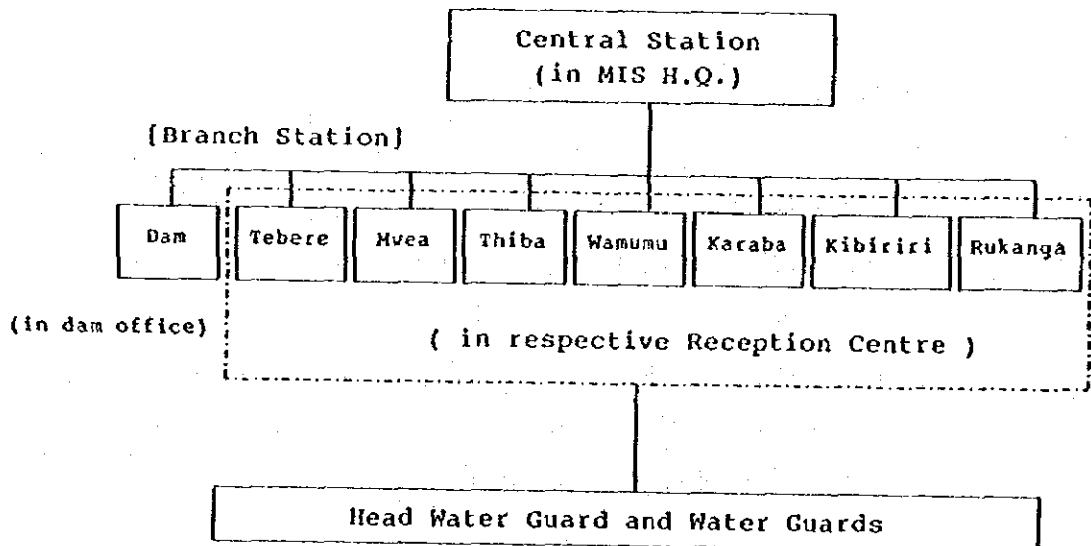 Central Station
(in MIS H.Q.)
[Branch Station]
Dam
Tebere
Mwea
Thiba
Wamumu
Karaba
Kibiriri
Rukanga
(in dam office)
( in respective Reception Centre )
Head Water Guard and Water Guards